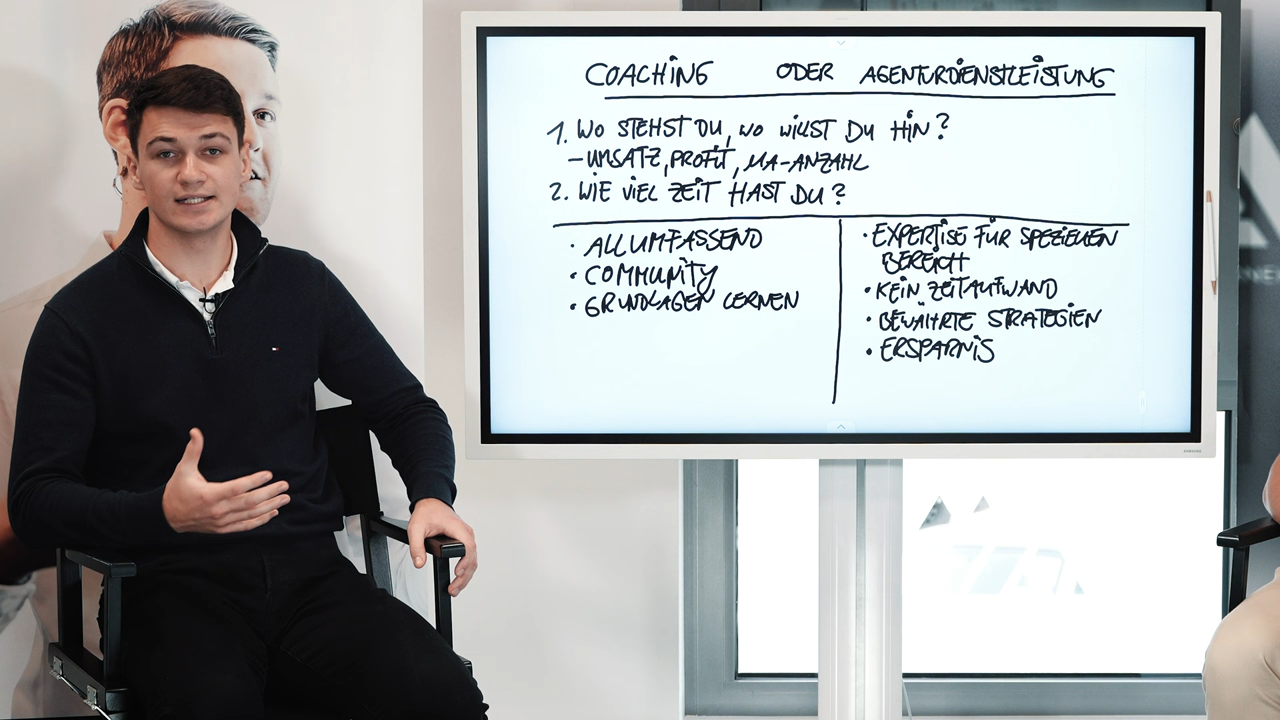 COACHING ODER AGENTURDIENSTLEISTUNG
1. WO STEHST DU, WO WILLST DU HIN?
- UMSATZ, PROFIT, MA-ANZAHL
2. WIE VIEL ZEIT HAST DU?
• ALLUMFASSEND
• COMMUNITY
• GRUNDLAGEN LERNEN
• EXPERTISE FÜR SPEZIELLEN
BEREICH
• KEIN ZEITAUFWAND
• BEWÄHRTE STRATEGIEN
• ERSPARNIS
SAMSUNG